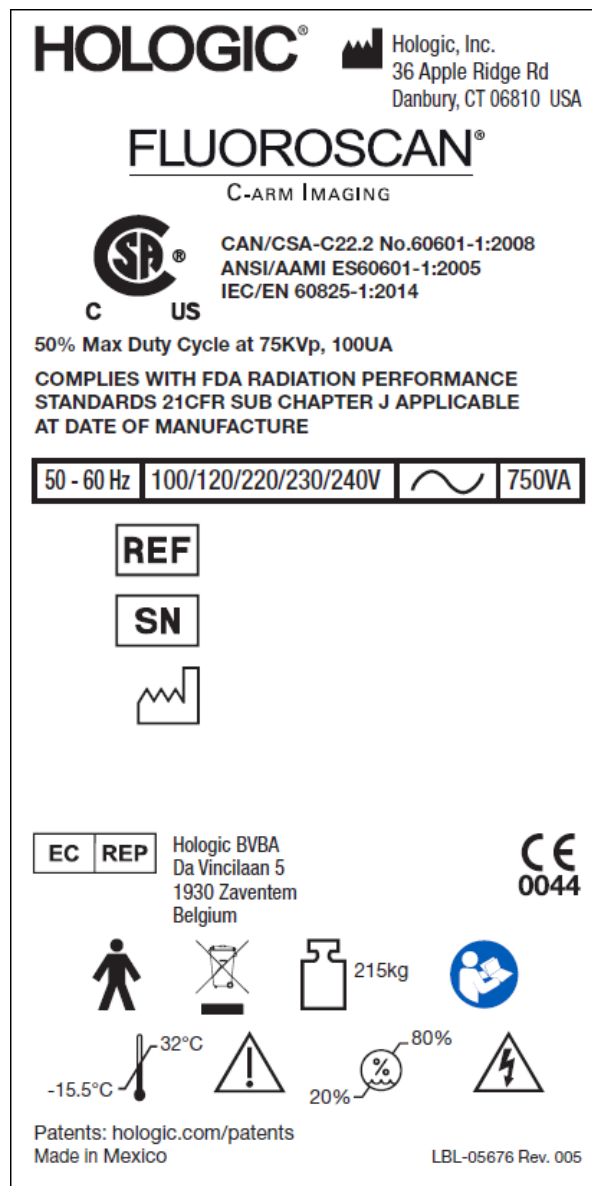 HOLOGIC®
Hologic, Inc.
36 Apple Ridge Rd
Danbury, CT 06810 USA
FLUOROSCAN®
C-ARM IMAGING
CSA®
C US
CAN/CSA-C22.2 No.60601-1:2008
ANSI/AAMI ES60601-1:2005
IEC/EN 60825-1:2014
50% Max Duty Cycle at 75KVp, 100UA
COMPLIES WITH FDA RADIATION PERFORMANCE
STANDARDS 21CFR SUB CHAPTER J APPLICABLE
AT DATE OF MANUFACTURE
50 - 60 Hz 100/120/220/230/240V 750VA
REF
SN
EC REP
Hologic BVBA
Da Vincilaan 5
1930 Zaventem
Belgium
CE
0044
215kg
32°C
-15.5°C
!
%
80%
20%
Patents: hologic.com/patents
Made in Mexico
LBL-05676 Rev. 005